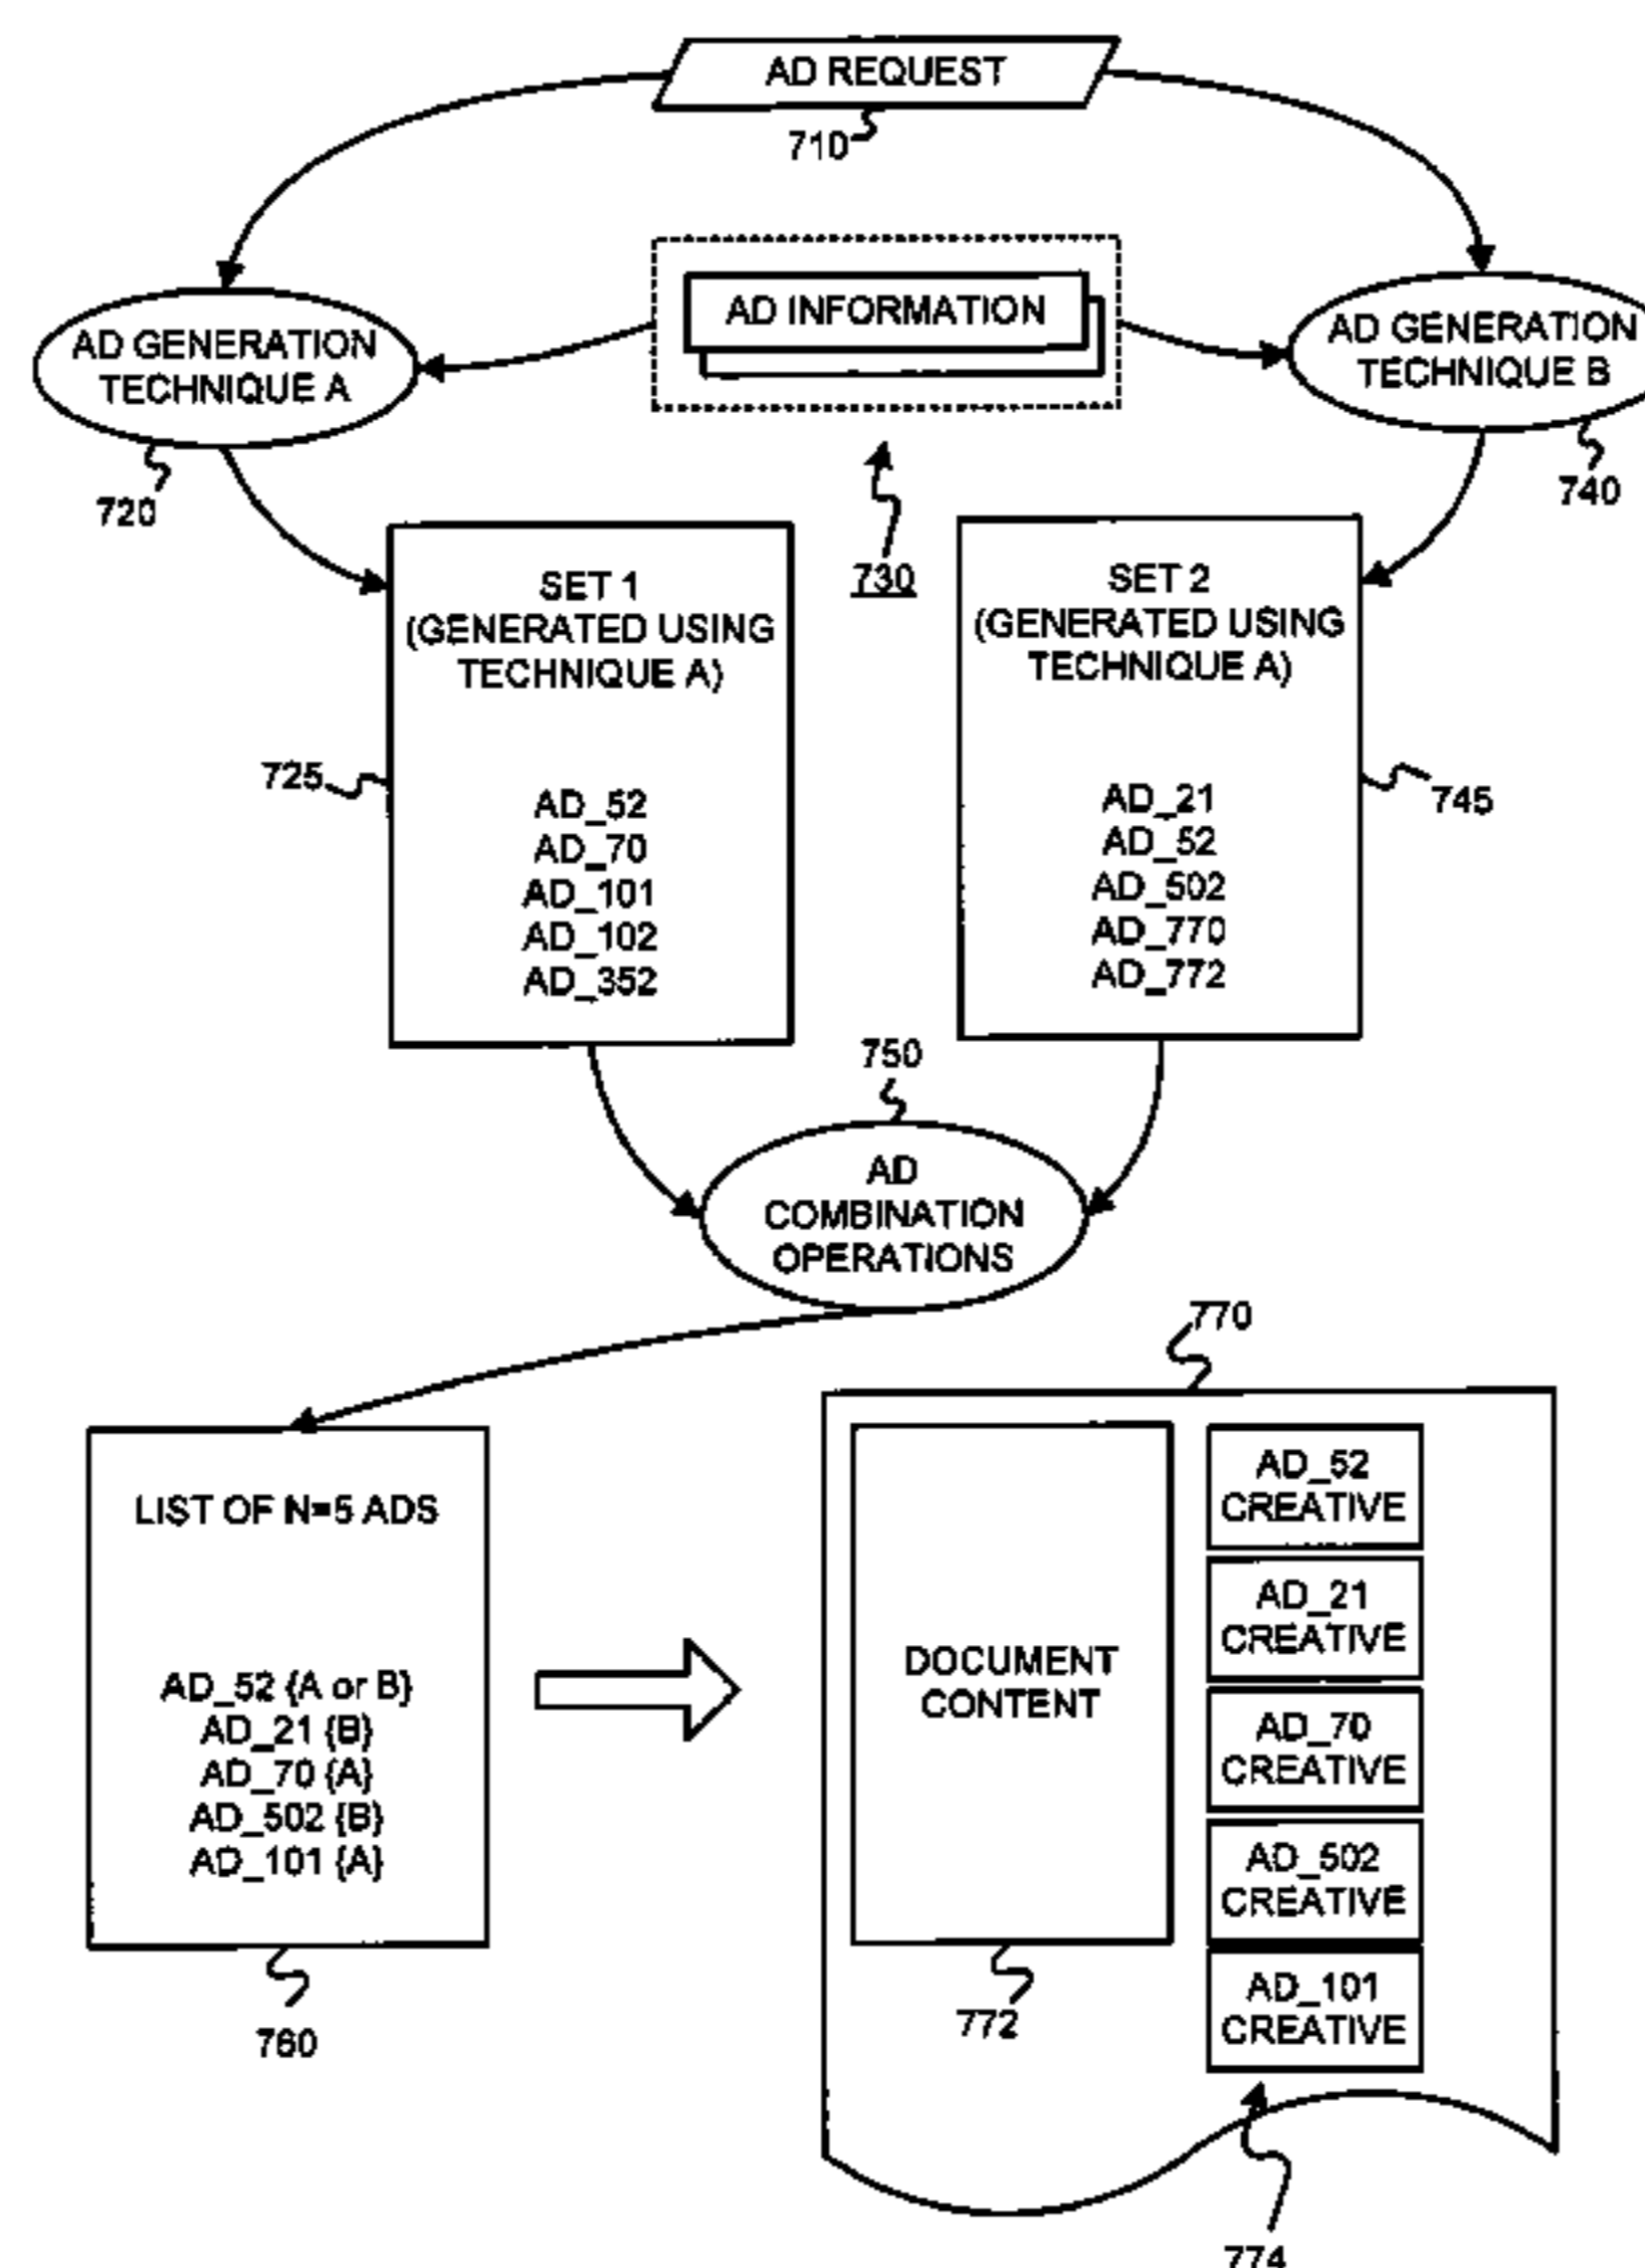 AD REQUEST
710
AD INFORMATION
AD GENERATION
TECHNIQUE A
AD GENERATION
TECHNIQUE B
720
730
740
SET 1
(GENERATED USING
TECHNIQUE A)
725
AD_52
AD_70
AD_101
AD_102
AD_352
SET 2
(GENERATED USING
TECHNIQUE A)
745
AD_21
AD_52
AD_502
AD_770
AD_772
750
AD
COMBINATION
OPERATIONS
770
LIST OF N=5 ADS
AD_52 {A or B}
AD_21 {B}
AD_70 {A}
AD_502 {B}
AD_101 {A}
760
DOCUMENT
CONTENT
772
AD_52
CREATIVE
AD_21
CREATIVE
AD_70
CREATIVE
AD_502
CREATIVE
AD_101
CREATIVE
774